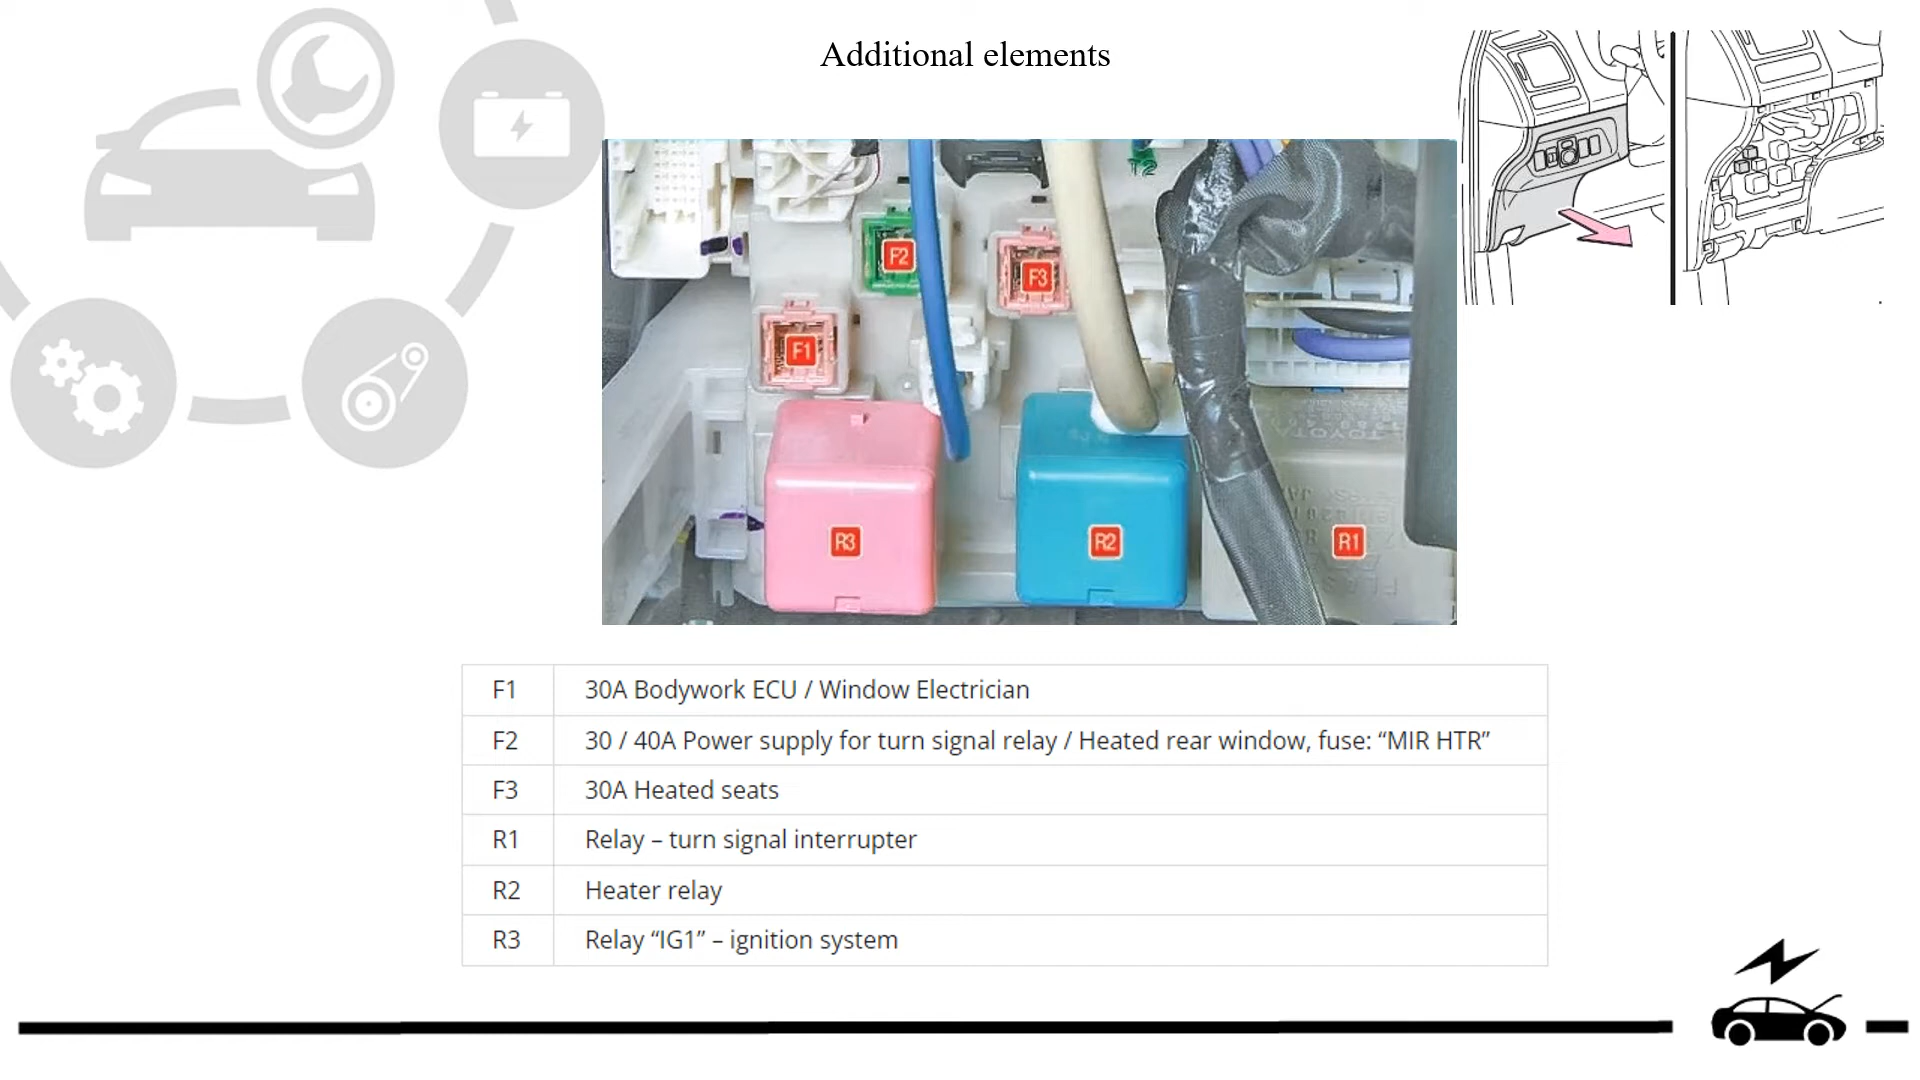 Additional elements
F2
F3
F1
TOYOTA
R3
R2
R1
F1 30A Bodywork ECU / Window Electrician
F2 30 / 40A Power supply for turn signal relay / Heated rear window, fuse: “MIR HTR”
F3 30A Heated seats
R1 Relay – turn signal interrupter
R2 Heater relay
R3 Relay “IG1” – ignition system